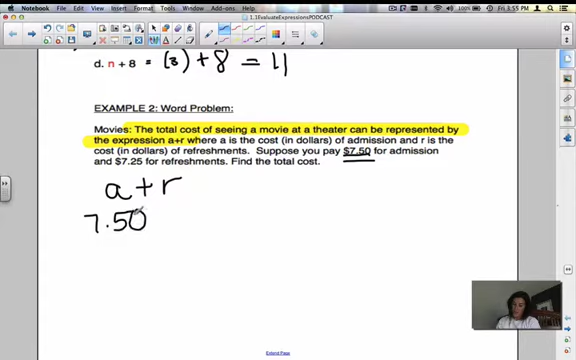 Notebook File Edit View Insert Format Tools Window Help
100% Fri 3:55 PM
1.1EvaluateExpressionsPODCAST
d. n + 8 = (3) + 8 = 11
EXAMPLE 2: Word Problem:
Movies: The total cost of seeing a movie at a theater can be represented by
the expression a+r where a is the cost (in dollars) of admission and r is the
cost (in dollars) of refreshments. Suppose you pay $7.50 for admission
and $7.25 for refreshments. Find the total cost.
a + r
7.50
Extend Page